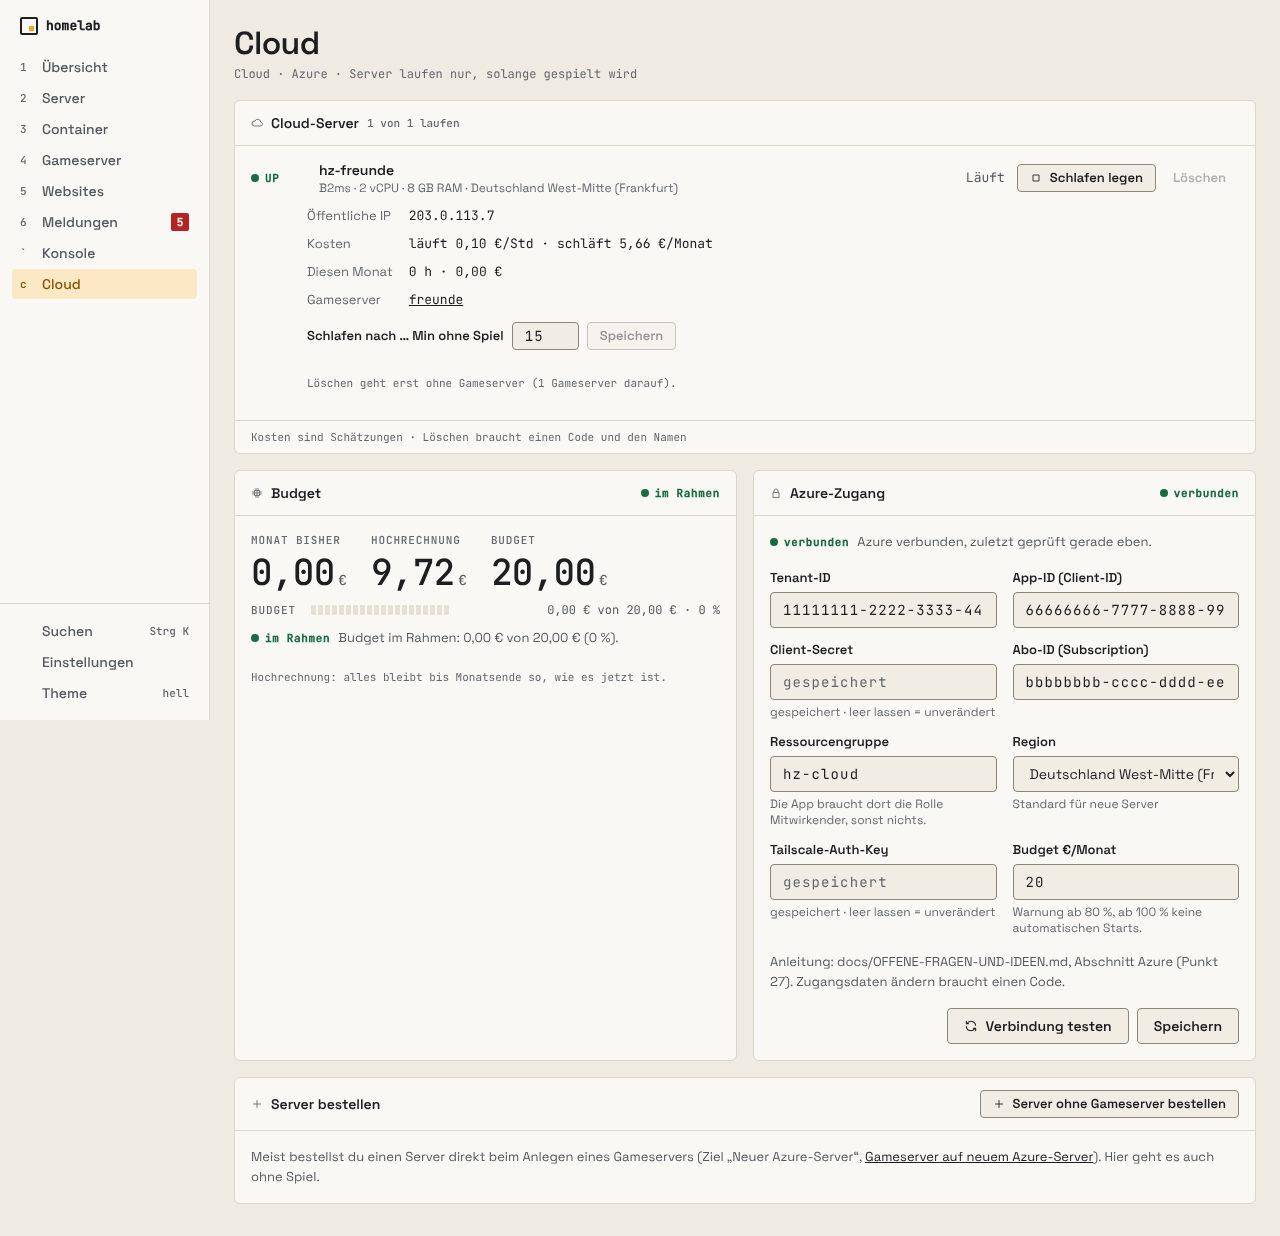 homelab
1 Übersicht
2 Server
3 Container
4 Gameserver
5 Websites
6 Meldungen 5
` Konsole
c Cloud
Suchen Strg K
Einstellungen
Theme hell
Cloud
Cloud · Azure · Server laufen nur, solange gespielt wird
Cloud-Server 1 von 1 laufen
UP hz-freunde Läuft Schlafen legen Löschen
B2ms · 2 vCPU · 8 GB RAM · Deutschland West-Mitte (Frankfurt)
Öffentliche IP 203.0.113.7
Kosten läuft 0,10 €/Std · schläft 5,66 €/Monat
Diesen Monat 0 h · 0,00 €
Gameserver freunde
Schlafen nach … Min ohne Spiel 15 Speichern
Löschen geht erst ohne Gameserver (1 Gameserver darauf).
Kosten sind Schätzungen · Löschen braucht einen Code und den Namen
Budget im Rahmen
MONAT BISHER HOCHRECHNUNG BUDGET
0,00 € 9,72 € 20,00 €
BUDGET 0,00 € von 20,00 € · 0 %
im Rahmen Budget im Rahmen: 0,00 € von 20,00 € (0 %).
Hochrechnung: alles bleibt bis Monatsende so, wie es jetzt ist.
Azure-Zugang verbunden
verbunden Azure verbunden, zuletzt geprüft gerade eben.
Tenant-ID App-ID (Client-ID)
11111111-2222-3333-44 66666666-7777-8888-99
Client-Secret Abo-ID (Subscription)
gespeichert bbbbbbbb-cccc-dddd-ee
gespeichert · leer lassen = unverändert
Ressourcengruppe Region
hz-cloud Deutschland West-Mitte (Fr
Die App braucht dort die Rolle Standard für neue Server
Mitwirkender, sonst nichts.
Tailscale-Auth-Key Budget €/Monat
gespeichert 20
gespeichert · leer lassen = unverändert Warnung ab 80 %, ab 100 % keine
automatischen Starts.
Anleitung: docs/OFFENE-FRAGEN-UND-IDEEN.md, Abschnitt Azure (Punkt
27). Zugangsdaten ändern braucht einen Code.
Verbindung testen Speichern
Server bestellen + Server ohne Gameserver bestellen
Meist bestellst du einen Server direkt beim Anlegen eines Gameservers (Ziel „Neuer Azure-Server“, Gameserver auf neuem Azure-Server). Hier geht es auch
ohne Spiel.